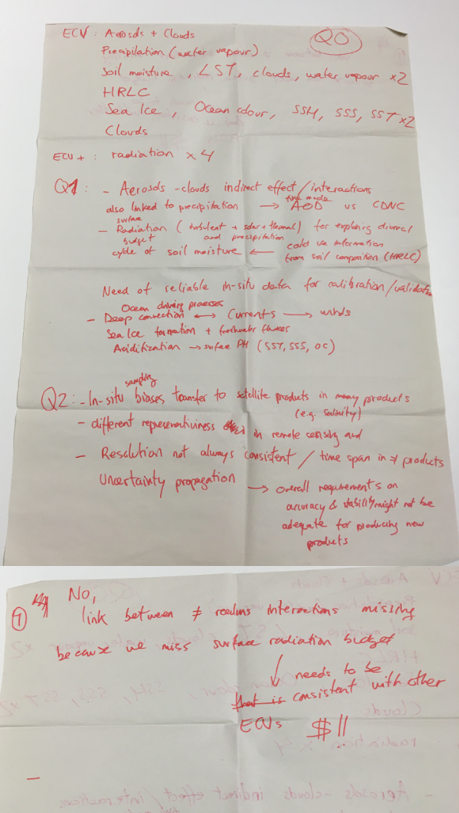 Q0
ECV: Aerosols + Clouds
Precipitation (water vapour)
Soil moisture, LST, clouds, water vapour x2
HRLC
Sea Ice, Ocean colour, SSH, SSS, SST x2
Clouds
ECV+: radiation x4
Q1: - Aerosols-clouds indirect effect/interactions
also linked to precipitation → fine mode AOD vs CDNC
- surface Radiation (turbulent + solar + thermal) for exploring diurnal
budget and precipitation could use information
cycle of soil moisture ← from soil composition (HRLC)
Need of reliable in-situ data for calibration/validation
Ocean driving processes
- Deep convection ↔ Currents → winds
Sea Ice formation + freshwater fluxes
Acidification → surface PH (SST, SSS, OC)
Q2: - In-situ sampling biases transfer to satellite products in many products
(e.g. salinity)
- different representiveness in remote sensing and
- Resolution not always consistent / time span in ≠ products
Uncertainty propagation → overall requirements on
accuracy & stability might not be
adequate for producing new
products
1 No,
link between ≠ realms interactions missing
because we miss surface radiation budget
↓ needs to be
that is consistent with other
ECVs $!!
-